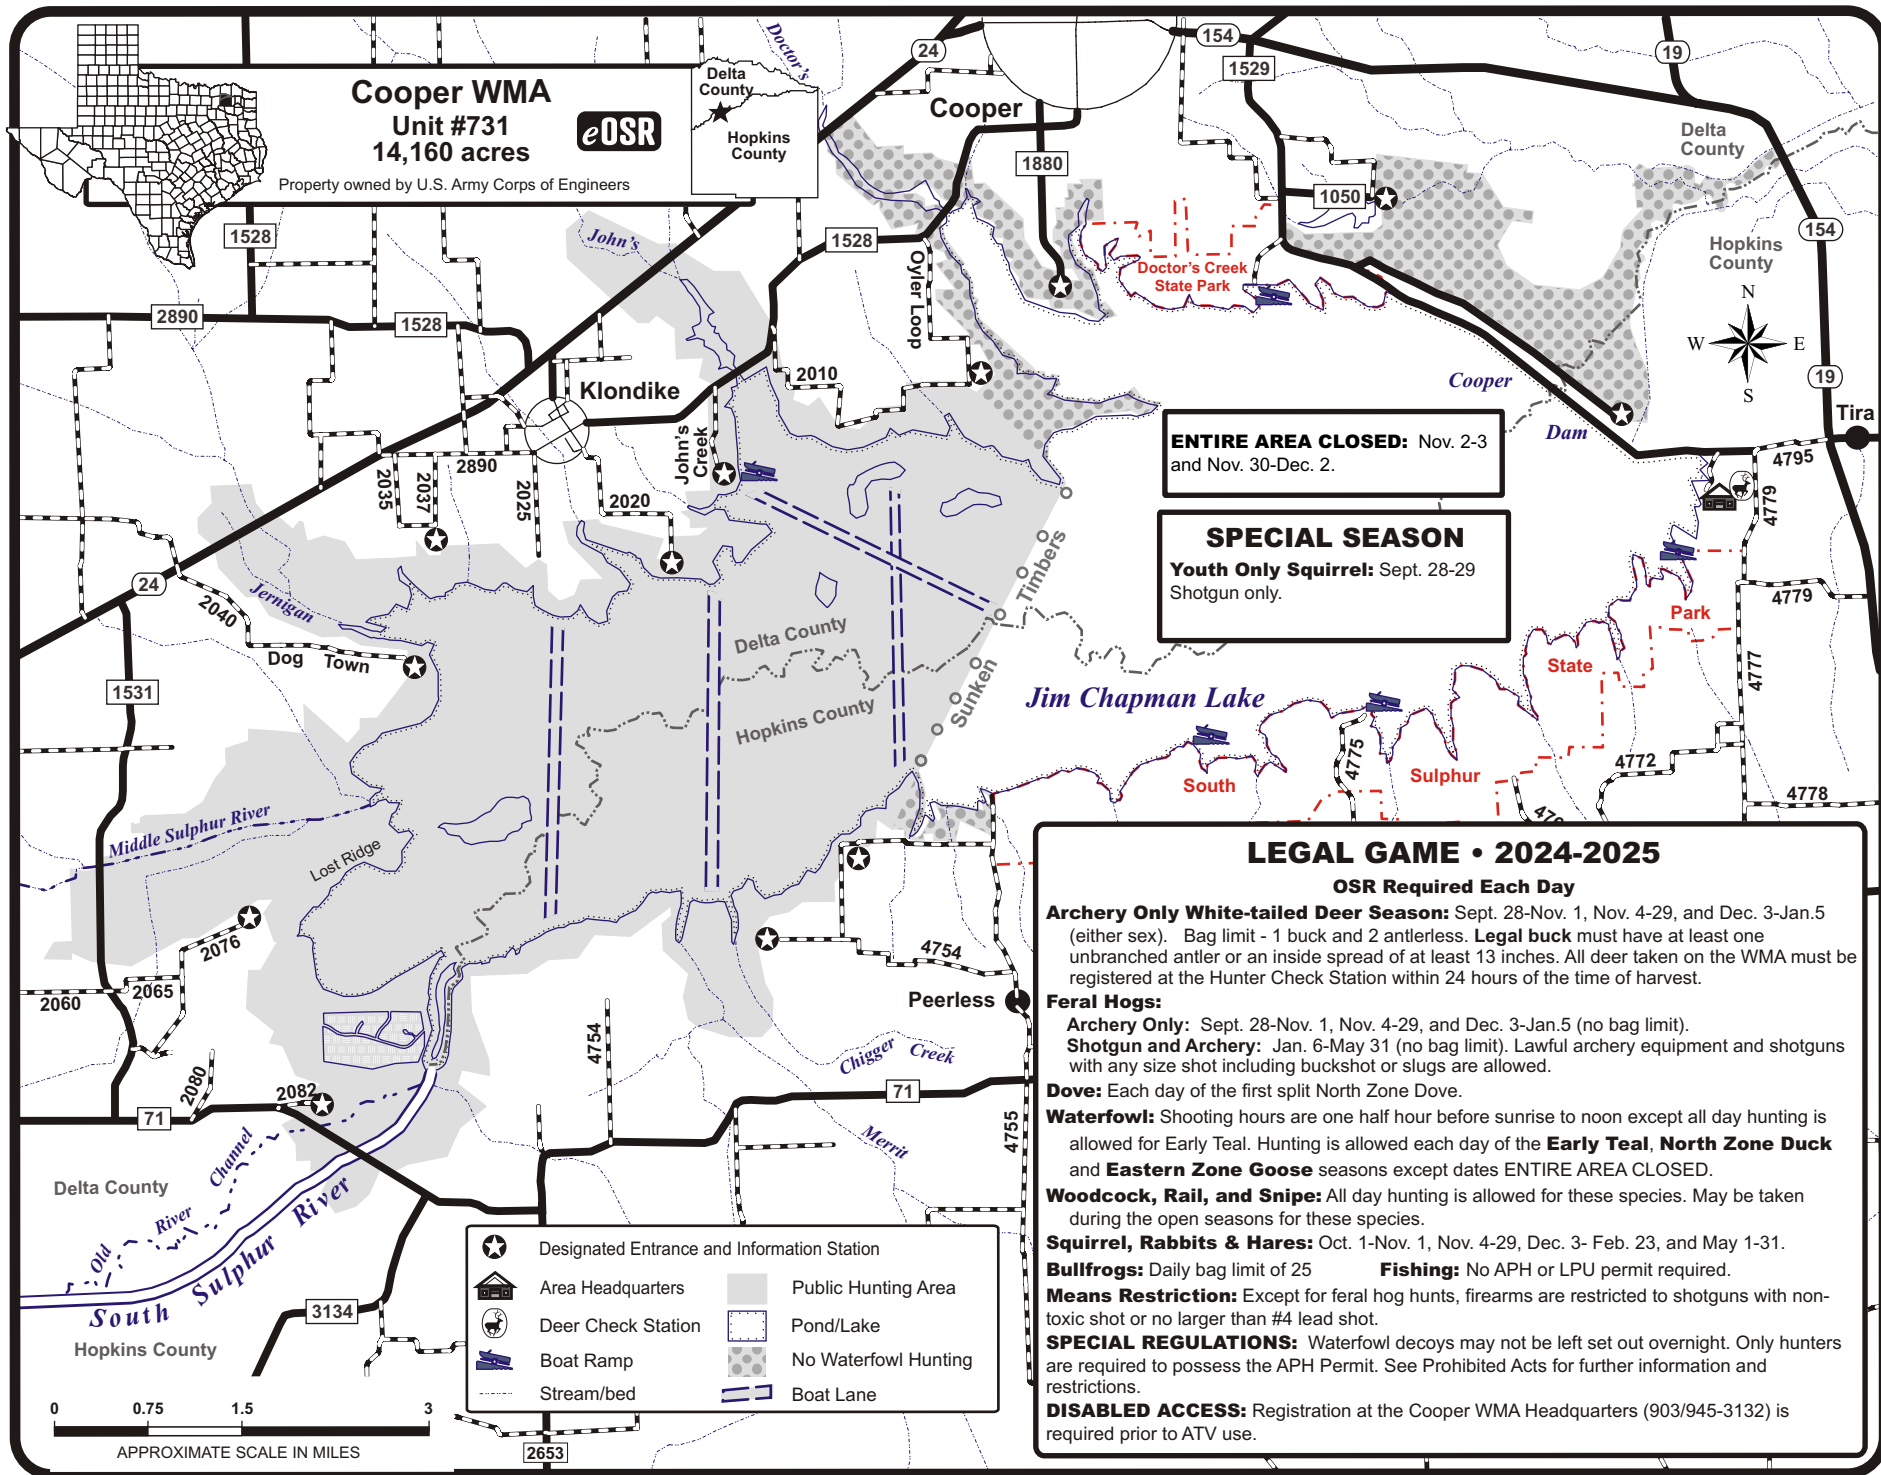 Cooper WMA
Unit #731
14,160 acres
eOSR
Property owned by U.S. Army Corps of Engineers
Delta
County
Hopkins
County
Doctor's
24
154
19
1529
Cooper
1880
1050
Delta
County
Hopkins
County
154
19
N
W
E
S
Tira
1528
John's
1528
Oyler Loop
Doctor's Creek
State Park
2890
1528
Klondike
2010
John's
Creek
2890
2035
2037
2025
2020
Cooper
Dam
4795
4779
ENTIRE AREA CLOSED: Nov. 2-3
and Nov. 30-Dec. 2.
SPECIAL SEASON
Youth Only Squirrel: Sept. 28-29
Shotgun only.
24
2040
Jernigan
Dog Town
Timbers
Sunken
Delta County
Hopkins County
Jim Chapman Lake
4779
Park
State
4777
1531
South
Sulphur
4775
4772
4778
Middle Sulphur River
Lost Ridge
2076
2065
2060
4754
Peerless
4754
Chigger Creek
2080
2082
71
71
4755
Merrit
Channel
River
Old
Delta County
South Sulphur River
Hopkins County
3134
2653
Designated Entrance and Information Station
Area Headquarters
Deer Check Station
Boat Ramp
Stream/bed
Public Hunting Area
Pond/Lake
No Waterfowl Hunting
Boat Lane
0 0.75 1.5 3
APPROXIMATE SCALE IN MILES
LEGAL GAME • 2024-2025
OSR Required Each Day
Archery Only White-tailed Deer Season: Sept. 28-Nov. 1, Nov. 4-29, and Dec. 3-Jan.5
(either sex). Bag limit - 1 buck and 2 antlerless. Legal buck must have at least one
unbranched antler or an inside spread of at least 13 inches. All deer taken on the WMA must be
registered at the Hunter Check Station within 24 hours of the time of harvest.
Feral Hogs:
Archery Only: Sept. 28-Nov. 1, Nov. 4-29, and Dec. 3-Jan.5 (no bag limit).
Shotgun and Archery: Jan. 6-May 31 (no bag limit). Lawful archery equipment and shotguns
with any size shot including buckshot or slugs are allowed.
Dove: Each day of the first split North Zone Dove.
Waterfowl: Shooting hours are one half hour before sunrise to noon except all day hunting is
allowed for Early Teal. Hunting is allowed each day of the Early Teal, North Zone Duck
and Eastern Zone Goose seasons except dates ENTIRE AREA CLOSED.
Woodcock, Rail, and Snipe: All day hunting is allowed for these species. May be taken
during the open seasons for these species.
Squirrel, Rabbits & Hares: Oct. 1-Nov. 1, Nov. 4-29, Dec. 3- Feb. 23, and May 1-31.
Bullfrogs: Daily bag limit of 25 Fishing: No APH or LPU permit required.
Means Restriction: Except for feral hog hunts, firearms are restricted to shotguns with non-
toxic shot or no larger than #4 lead shot.
SPECIAL REGULATIONS: Waterfowl decoys may not be left set out overnight. Only hunters
are required to possess the APH Permit. See Prohibited Acts for further information and
restrictions.
DISABLED ACCESS: Registration at the Cooper WMA Headquarters (903/945-3132) is
required prior to ATV use.